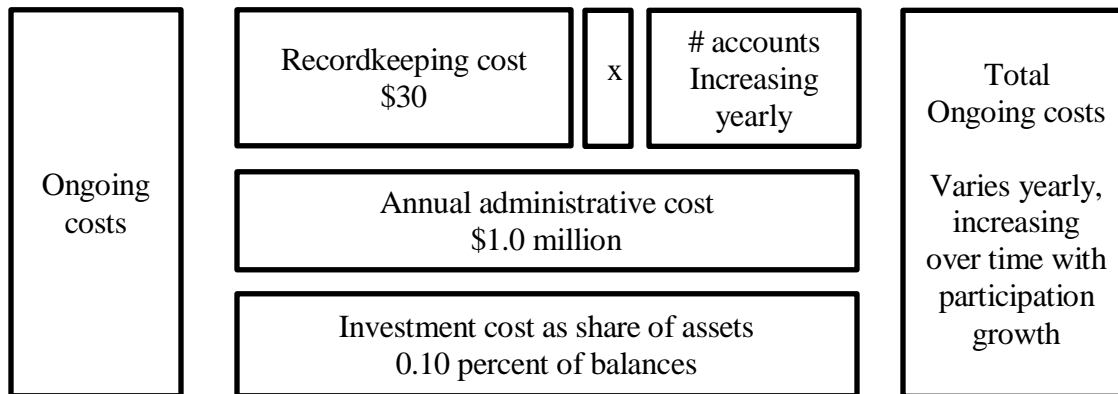 Ongoing
costs
Recordkeeping cost
$30
x
# accounts
Increasing
yearly
Annual administrative cost
$1.0 million
Investment cost as share of assets
0.10 percent of balances
Total
Ongoing costs
Varies yearly,
increasing
over time with
participation
growth